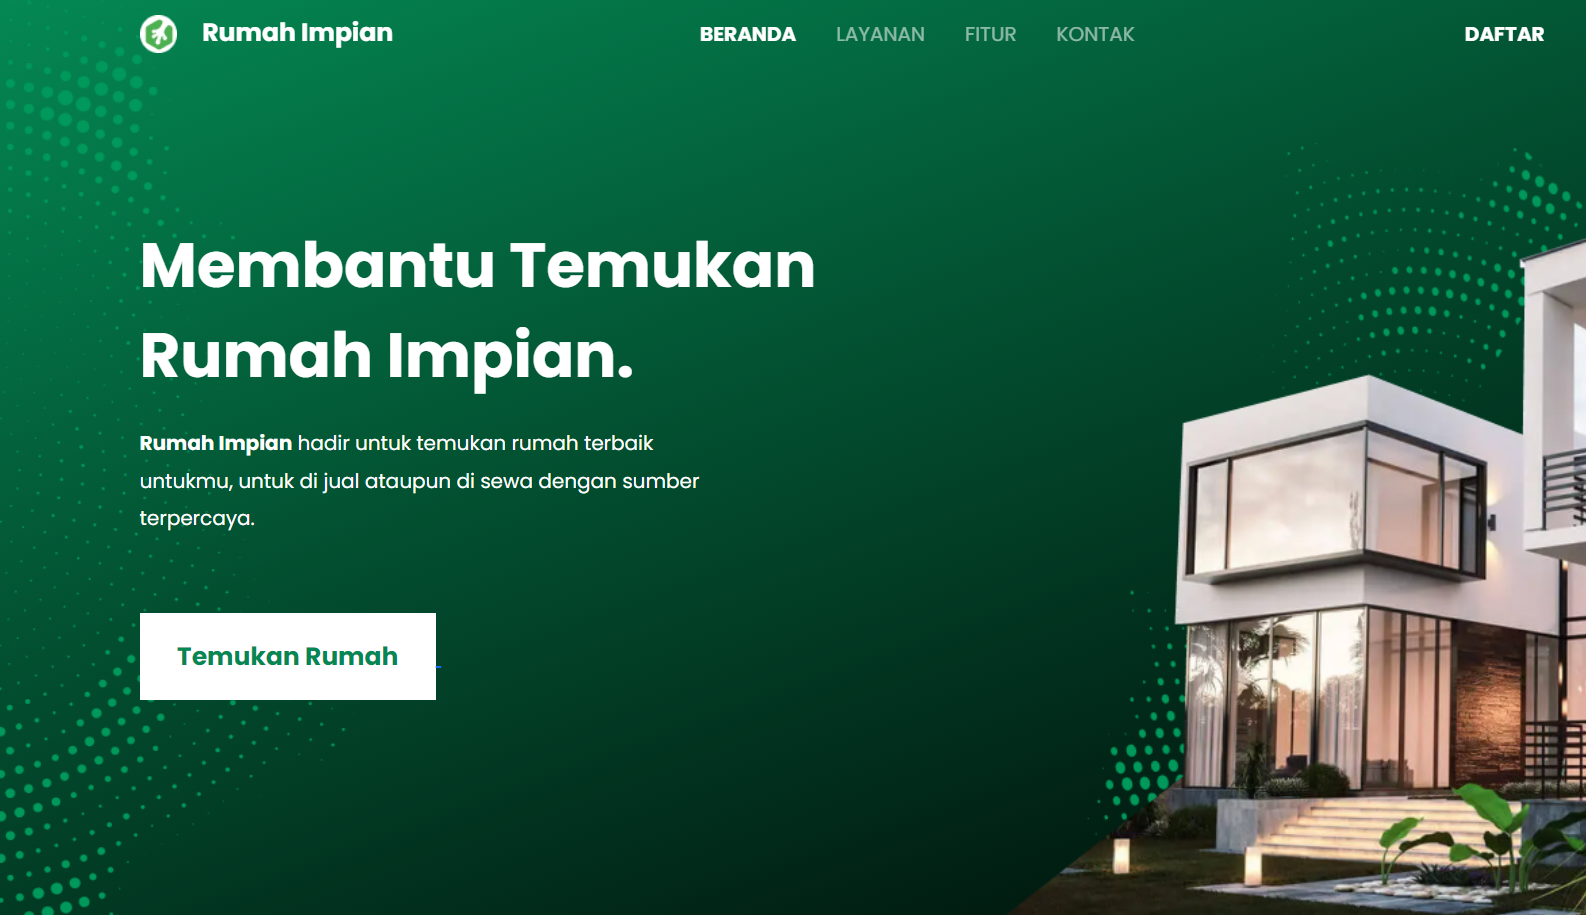 Rumah Impian
BERANDA LAYANAN FITUR KONTAK
DAFTAR
Membantu Temukan
Rumah Impian.
Rumah Impian hadir untuk temukan rumah terbaik
untukmu, untuk di jual ataupun di sewa dengan sumber
terpercaya.
Temukan Rumah